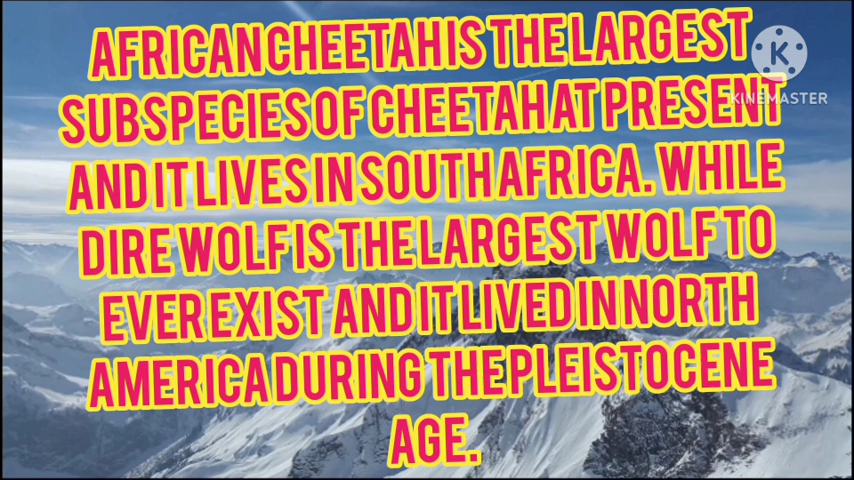 AFRICAN CHEETAH IS THE LARGEST
SUBSPECIES OF CHEETAH AT PRESENT
AND IT LIVES IN SOUTH AFRICA. WHILE
DIRE WOLF IS THE LARGEST WOLF TO
EVER EXIST AND IT LIVED IN NORTH
AMERICA DURING THE PLEISTOCENE
AGE.
K
KINEMASTER